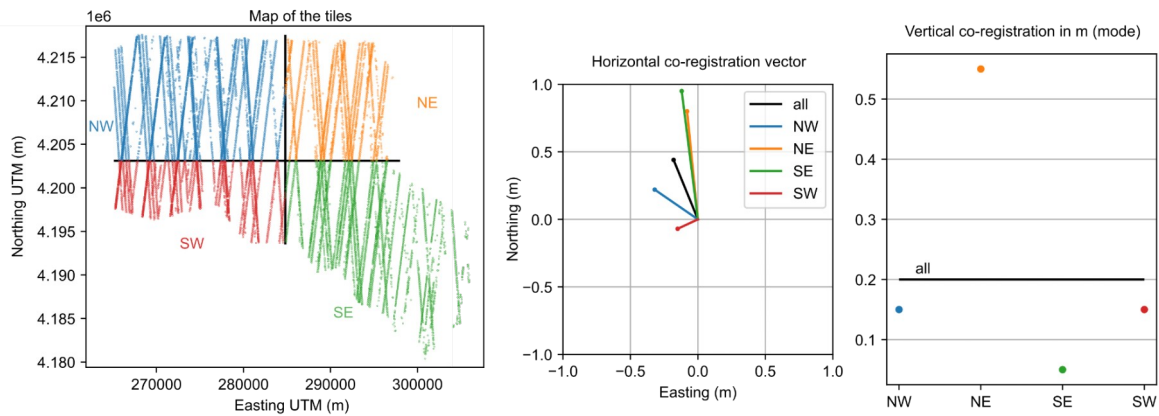 Map of the tiles
1e6
4.215
4.210
4.205
4.200
4.195
4.190
4.185
4.180
Northing UTM (m)
NW
NE
SW
SE
270000 280000 290000 300000
Easting UTM (m)
Horizontal co-registration vector
1.0
0.5
0.0
−0.5
−1.0
Northing (m)
all
NW
NE
SE
SW
−1.0 −0.5 0.0 0.5 1.0
Easting (m)
Vertical co-registration in m (mode)
0.5
0.4
0.3
0.2
0.1
all
NW NE SE SW